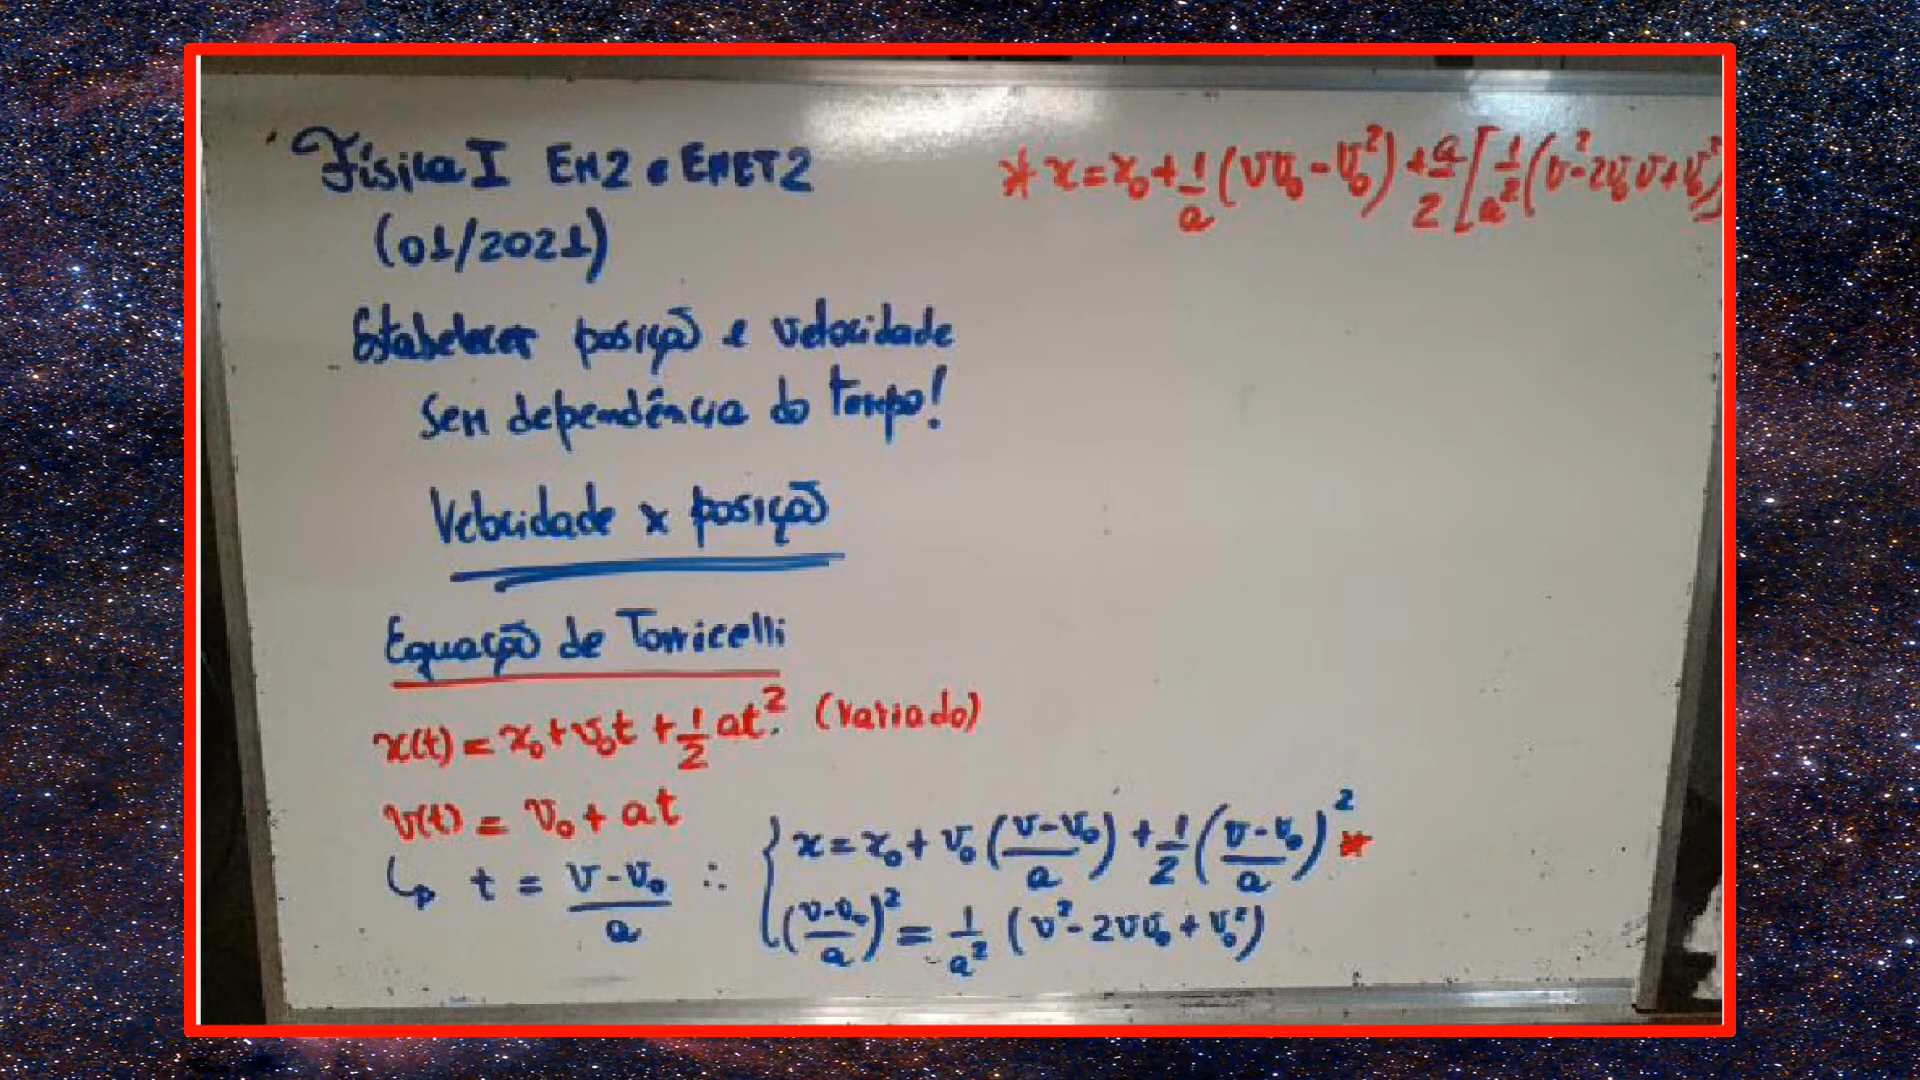 Física I EM2 e EMET2
(01/2021)
Estabelecer posição e velocidade
sem dependência do tempo!
Velocidade x posição
Equação de Torricelli
x(t) = x₀ + v₀t + 1/2 at². (variado)
v(t) = v₀ + at
↳ t = (v - v₀)/a ∴ { x = x₀ + v₀ ((v - v₀)/a) + 1/2 ((v - v₀)/a)² *
((v - v₀)/a)² = 1/a² (v² - 2vv₀ + v₀²)
* x = x₀ + 1/a (vv₀ - v₀²) + a/2 [1/a² (v² - 2v₀v + v₀²)]